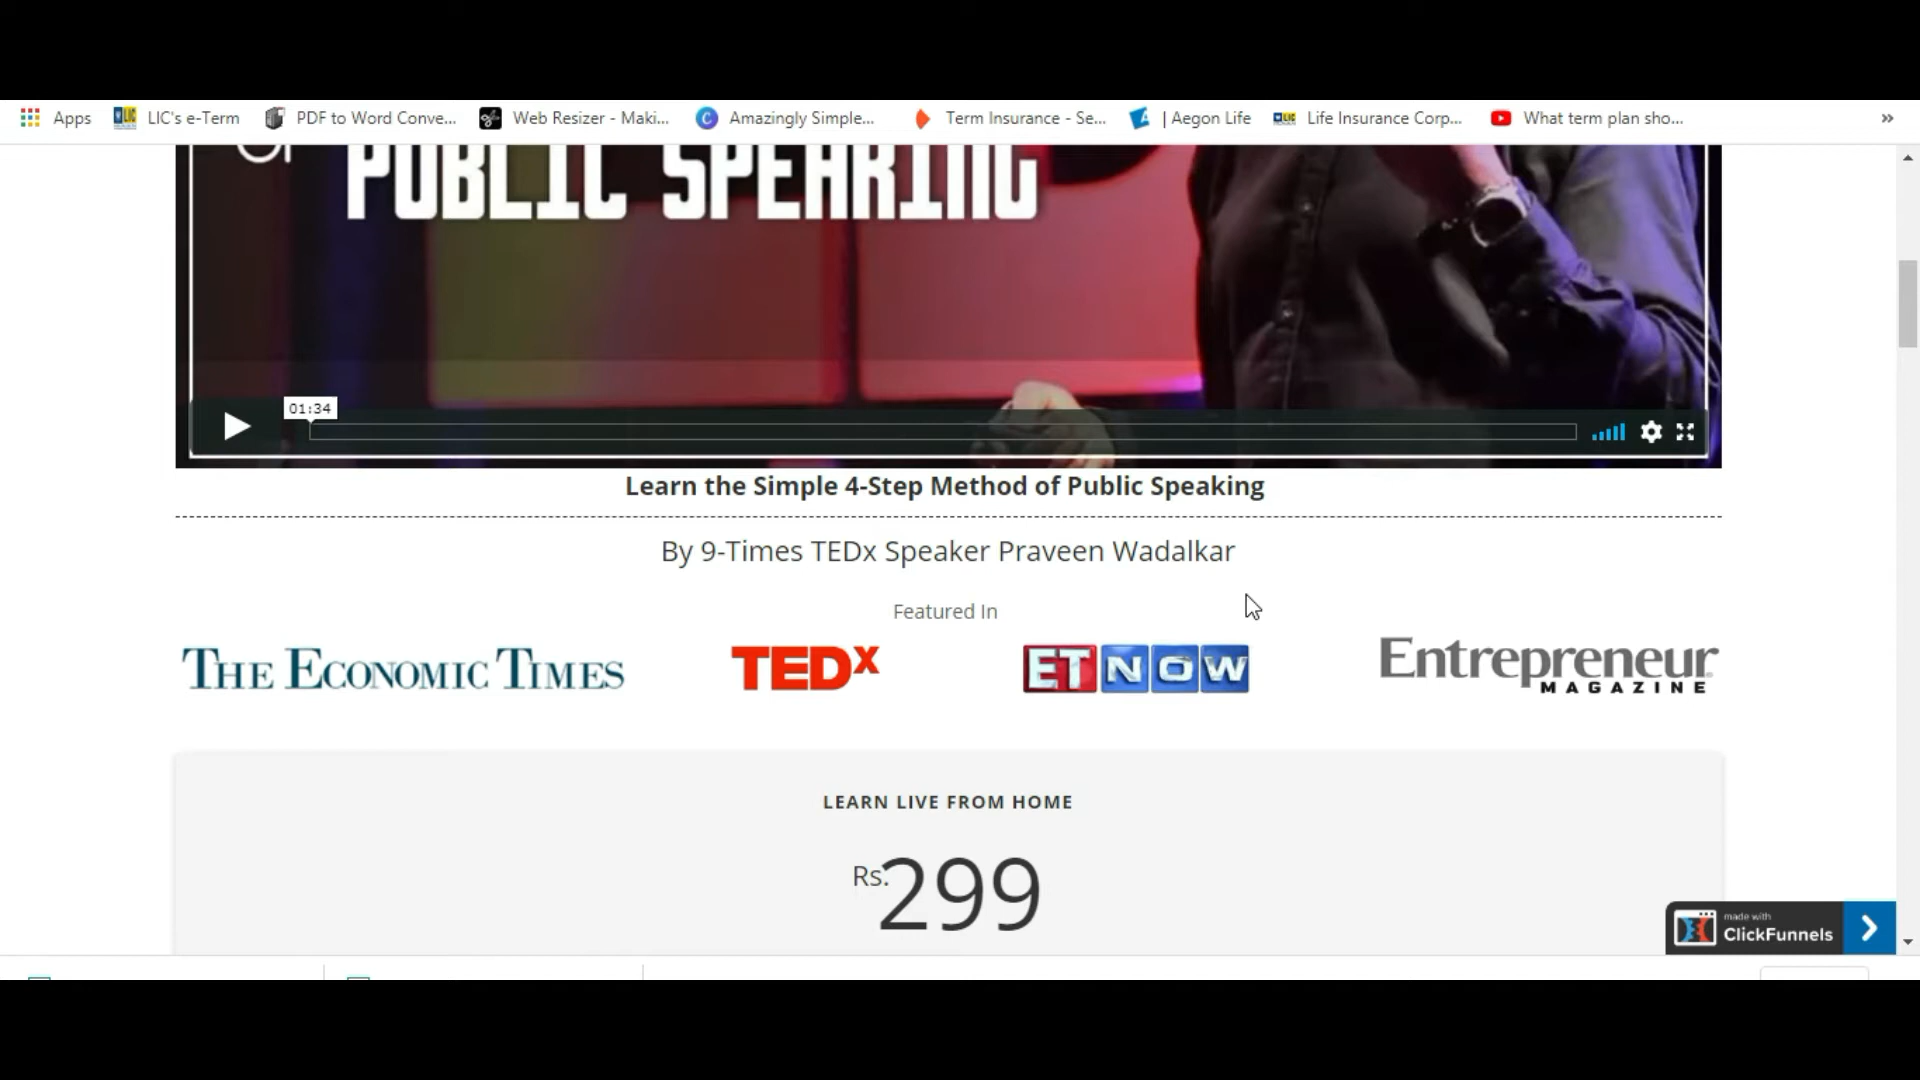 Apps LIC's e-Term PDF to Word Conve... Web Resizer - Maki... Amazingly Simple... Term Insurance - Se... | Aegon Life Life Insurance Corp... What term plan sho... »
of
PUBLIC SPEAKING
01:34
Learn the Simple 4-Step Method of Public Speaking
By 9-Times TEDx Speaker Praveen Wadalkar
Featured In
THE ECONOMIC TIMES TEDx ET NOW Entrepreneur
MAGAZINE
LEARN LIVE FROM HOME
Rs.299
made with
ClickFunnels